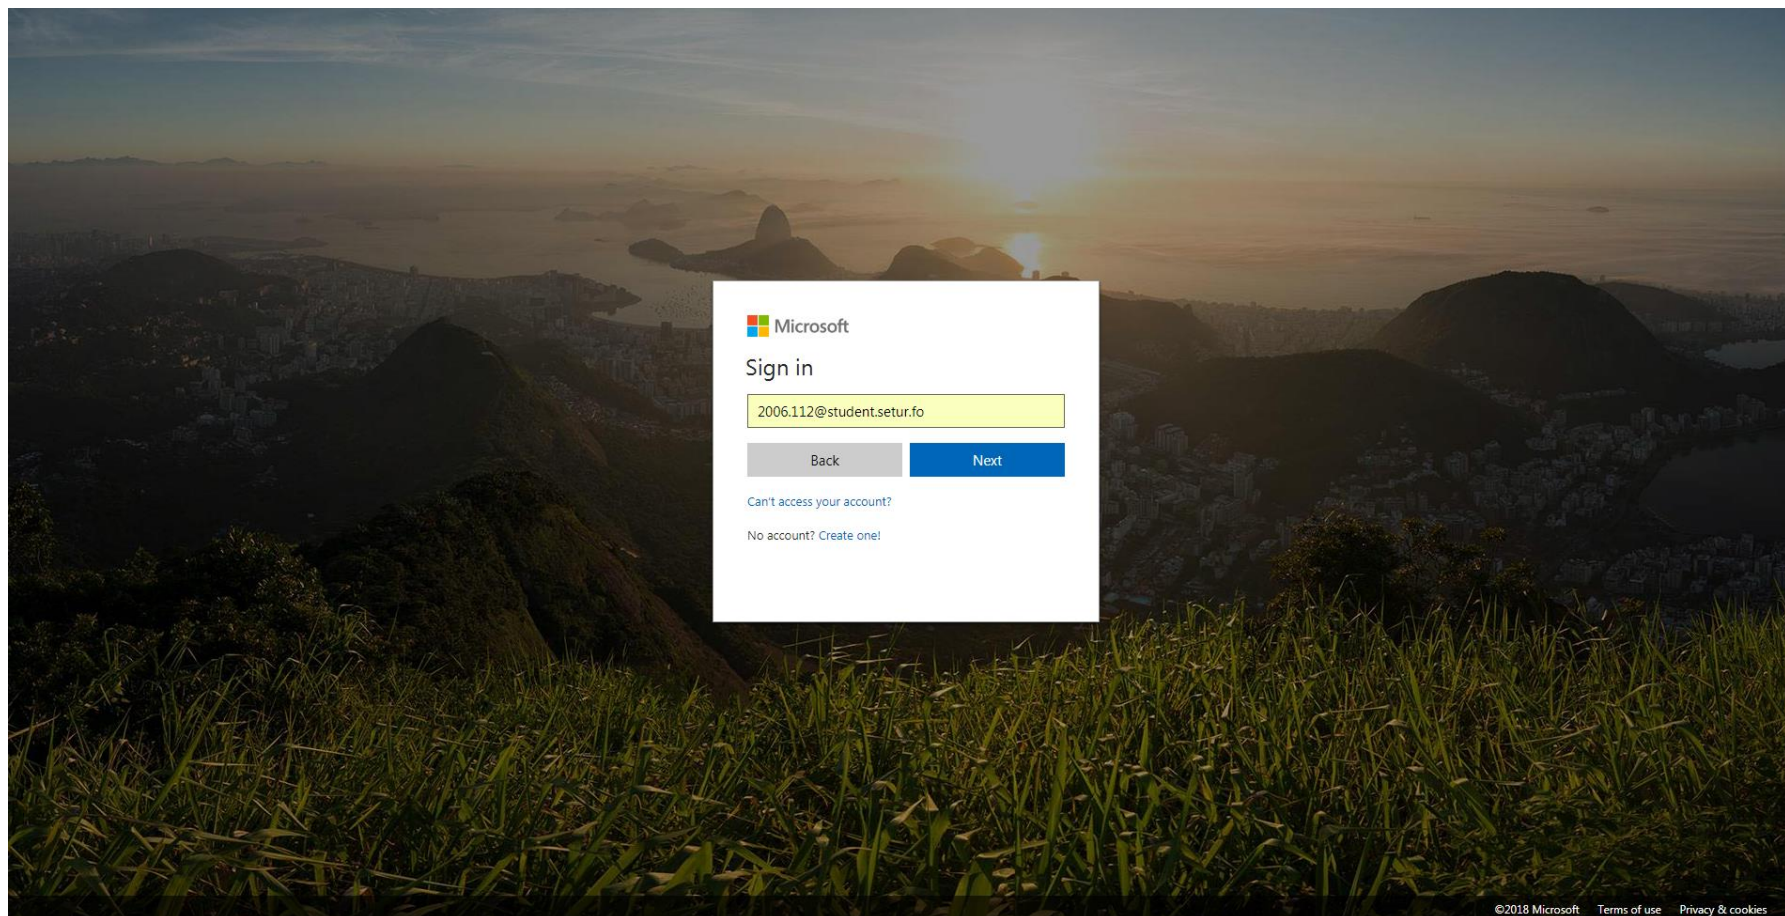 Microsoft
Sign in
2006.112@student.setur.fo
Back Next
Can't access your account?
No account? Create one!
©2018 Microsoft Terms of use Privacy & cookies